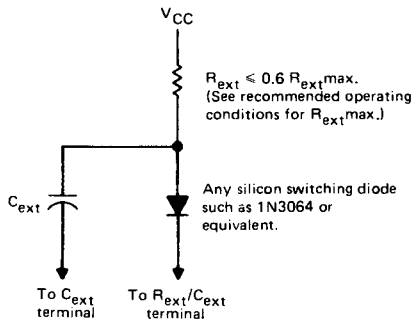 VCC
Rext ⩽ 0.6 Rextmax.
(See recommended operating
conditions for Rextmax.)
Cext
Any silicon switching diode
such as 1N3064 or
equivalent.
To Cext
terminal
To Rext/Cext
terminal